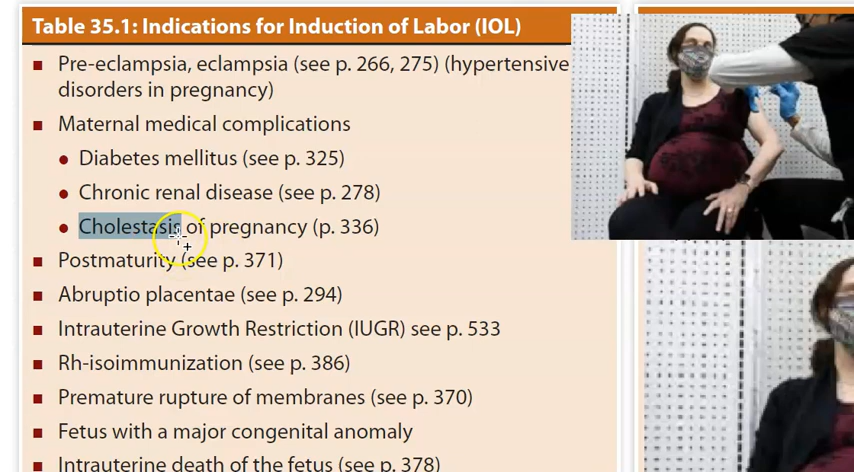 Table 35.1: Indications for Induction of Labor (IOL)
Pre-eclampsia, eclampsia (see p. 266, 275) (hypertensive
disorders in pregnancy)
Maternal medical complications
Diabetes mellitus (see p. 325)
Chronic renal disease (see p. 278)
Cholestasis of pregnancy (p. 336)
Postmaturity (see p. 371)
Abruptio placentae (see p. 294)
Intrauterine Growth Restriction (IUGR) see p. 533
Rh-isoimmunization (see p. 386)
Premature rupture of membranes (see p. 370)
Fetus with a major congenital anomaly
Intrauterine death of the fetus (see p. 378)